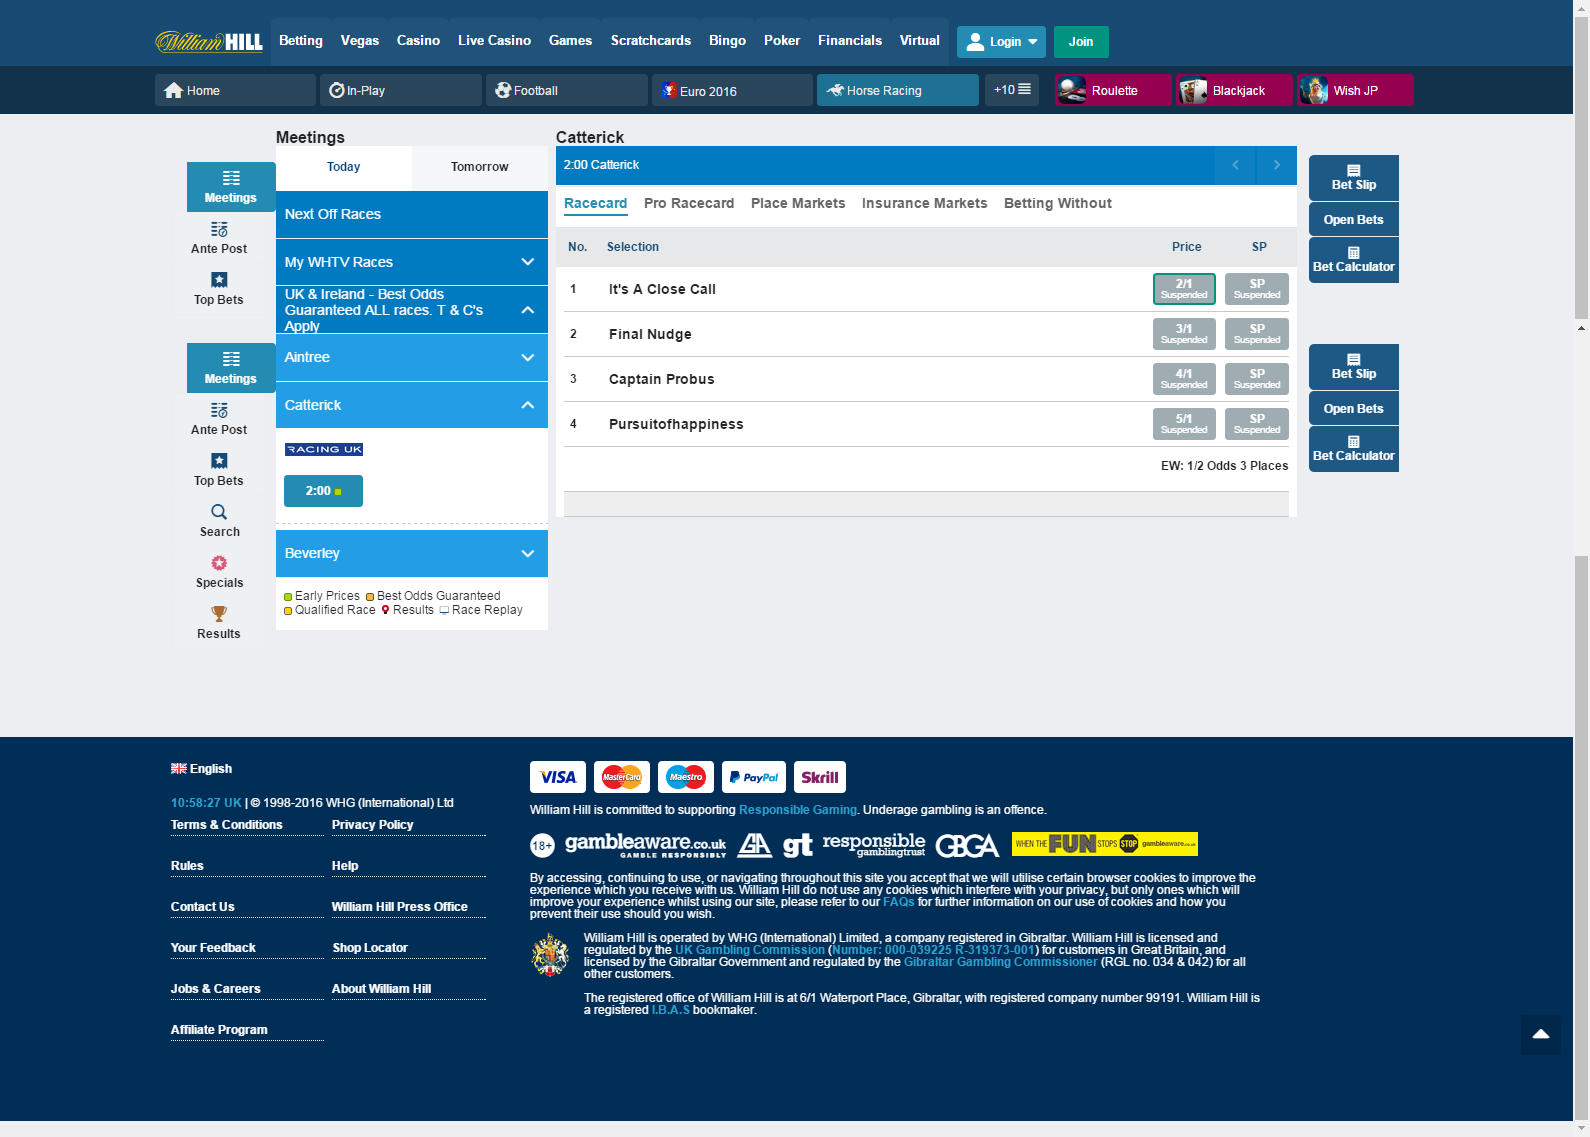 William HILL
Betting Vegas Casino Live Casino Games Scratchcards Bingo Poker Financials Virtual Login Join
Home In-Play Football Euro 2016 Horse Racing +10 Roulette Blackjack Wish JP
Meetings
Ante Post
Top Bets
Meetings
Ante Post
Top Bets
Search
Specials
Results
Meetings
Today Tomorrow
Next Off Races
My WHTV Races
UK & Ireland - Best Odds
Guaranteed ALL races. T & C's
Apply
Aintree
Catterick
RACING UK
2:00
Beverley
Early Prices Best Odds Guaranteed
Qualified Race Results Race Replay
Catterick
2:00 Catterick
Racecard Pro Racecard Place Markets Insurance Markets Betting Without
No. Selection Price SP
1 It's A Close Call 2/1 Suspended SP Suspended
2 Final Nudge 3/1 Suspended SP Suspended
3 Captain Probus 4/1 Suspended SP Suspended
4 Pursuitofhappiness 5/1 Suspended SP Suspended
EW: 1/2 Odds 3 Places
Bet Slip
Open Bets
Bet Calculator
Bet Slip
Open Bets
Bet Calculator
English
10:58:27 UK | © 1998-2016 WHG (International) Ltd
Terms & Conditions Privacy Policy
Rules Help
Contact Us William Hill Press Office
Your Feedback Shop Locator
Jobs & Careers About William Hill
Affiliate Program
VISA MasterCard Maestro PayPal Skrill
William Hill is committed to supporting Responsible Gaming. Underage gambling is an offence.
18+ gambleaware.co.uk GAMBLE RESPONSIBLY GA gt responsible gamblingtrust GBGA WHEN THE FUN STOPS STOP gambleaware.co.uk
By accessing, continuing to use, or navigating throughout this site you accept that we will utilise certain browser cookies to improve the
experience which you receive with us. William Hill do not use any cookies which interfere with your privacy, but only ones which will
improve your experience whilst using our site, please refer to our FAQs for further information on our use of cookies and how you
prevent their use should you wish.
William Hill is operated by WHG (International) Limited, a company registered in Gibraltar. William Hill is licensed and
regulated by the UK Gambling Commission (Number: 000-039225 R-319373-001) for customers in Great Britain, and
licensed by the Gibraltar Government and regulated by the Gibraltar Gambling Commissioner (RGL no. 034 & 042) for all
other customers.
The registered office of William Hill is at 6/1 Waterport Place, Gibraltar, with registered company number 99191. William Hill is
a registered I.B.A.S bookmaker.